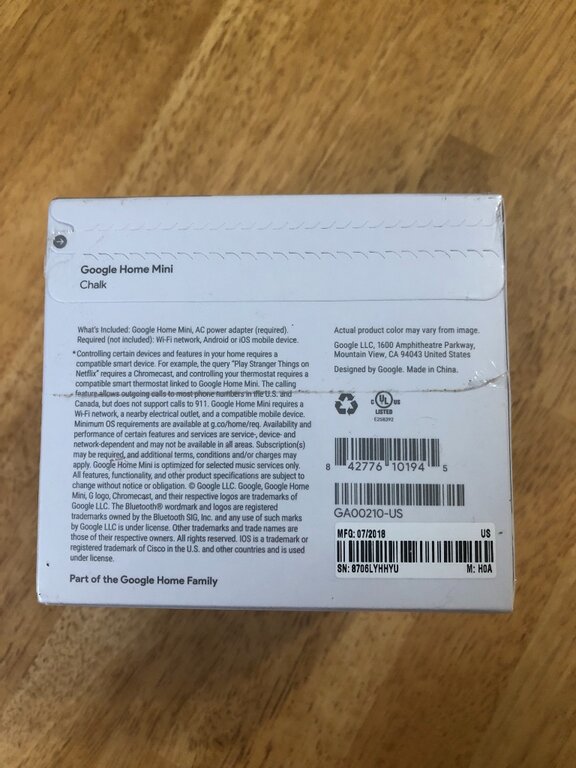 Google Home Mini
Chalk
What's Included: Google Home Mini, AC power adapter (required).
Required (not included): Wi-Fi network, Android or iOS mobile device.
*Controlling certain devices and features in your home requires a
compatible smart device. For example, the query "Play Stranger Things on
Netflix" requires a Chromecast, and controlling your thermostat requires a
compatible smart thermostat linked to Google Home Mini. The calling
feature allows outgoing calls to most phone numbers in the U.S. and
Canada, but does not support calls to 911. Google Home Mini requires a
Wi-Fi network, a nearby electrical outlet, and a compatible mobile device.
Minimum OS requirements are available at g.co/home/req. Availability and
performance of certain features and services are service-, device- and
network-dependent and may not be available in all areas. Subscription(s)
may be required, and additional terms, conditions and/or charges may
apply. Google Home Mini is optimized for selected music services only.
All features, functionality, and other product specifications are subject to
change without notice or obligation. © Google LLC. Google, Google Home
Mini, G logo, Chromecast, and their respective logos are trademarks of
Google LLC. The Bluetooth® wordmark and logos are registered
trademarks owned by the Bluetooth SIG, Inc. and any use of such marks
by Google LLC is under license. Other trademarks and trade names are
those of their respective owners. All rights reserved. IOS is a trademark or
registered trademark of Cisco in the U.S. and other countries and is used
under license.
Part of the Google Home Family
Actual product color may vary from image.
Google LLC, 1600 Amphitheatre Parkway,
Mountain View, CA 94043 United States
Designed by Google. Made in China.
C UL US
LISTED
E258392
8 42776 10194 5
GA00210-US
MFG: 07/2018 US
SN: 8706LYHHYU M: H0A